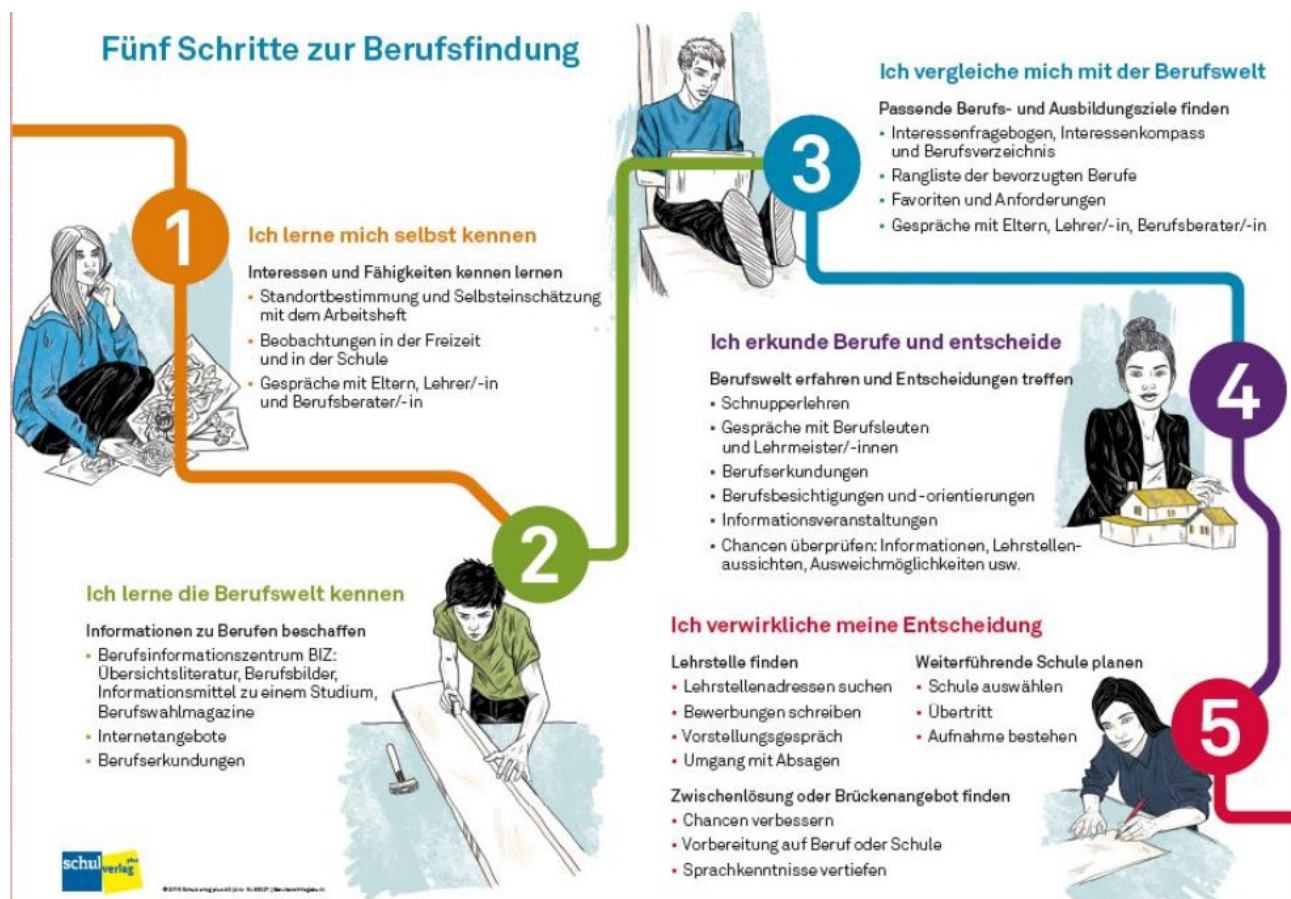 Fünf Schritte zur Berufsfindung
1
Ich lerne mich selbst kennen
Interessen und Fähigkeiten kennen lernen
• Standortbestimmung und Selbsteinschätzung
mit dem Arbeitsheft
• Beobachtungen in der Freizeit
und in der Schule
• Gespräche mit Eltern, Lehrer/-in
und Berufsberater/-in
2
Ich lerne die Berufswelt kennen
Informationen zu Berufen beschaffen
• Berufsinformationszentrum BIZ:
Übersichtsliteratur, Berufsbilder,
Informationsmittel zu einem Studium,
Berufswahlmagazine
• Internetangebote
• Berufserkundungen
3
Ich vergleiche mich mit der Berufswelt
Passende Berufs- und Ausbildungsziele finden
• Interessenfragebogen, Interessenkompass
und Berufsverzeichnis
• Rangliste der bevorzugten Berufe
• Favoriten und Anforderungen
• Gespräche mit Eltern, Lehrer/-in, Berufsberater/-in
4
Ich erkunde Berufe und entscheide
Berufswelt erfahren und Entscheidungen treffen
• Schnupperlehren
• Gespräche mit Berufsleuten
und Lehrmeister/-innen
• Berufserkundungen
• Berufsbesichtigungen und -orientierungen
• Informationsveranstaltungen
• Chancen überprüfen: Informationen, Lehrstellen-
aussichten, Ausweichmöglichkeiten usw.
5
Ich verwirkliche meine Entscheidung
Lehrstelle finden
• Lehrstellenadressen suchen
• Bewerbungen schreiben
• Vorstellungsgespräch
• Umgang mit Absagen
Weiterführende Schule planen
• Schule auswählen
• Übertritt
• Aufnahme bestehen
Zwischenlösung oder Brückenangebot finden
• Chancen verbessern
• Vorbereitung auf Beruf oder Schule
• Sprachkenntnisse vertiefen
schulverlag plus